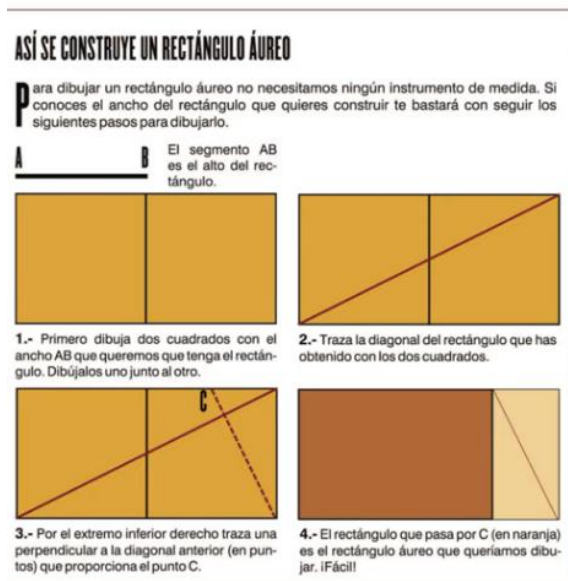 ASÍ SE CONSTRUYE UN RECTÁNGULO ÁUREO
Para dibujar un rectángulo áureo no necesitamos ningún instrumento de medida. Si
conoces el ancho del rectángulo que quieres construir te bastará con seguir los
siguientes pasos para dibujarlo.
A B
El segmento AB
es el alto del rec-
tángulo.
1.- Primero dibuja dos cuadrados con el
ancho AB que queremos que tenga el rectán-
gulo. Dibújalos uno junto al otro.
2.- Traza la diagonal del rectángulo que has
obtenido con los dos cuadrados.
C
3.- Por el extremo inferior derecho traza una
perpendicular a la diagonal anterior (en pun-
tos) que proporciona el punto C.
4.- El rectángulo que pasa por C (en naranja)
es el rectángulo áureo que queríamos dibu-
jar. ¡Fácil!